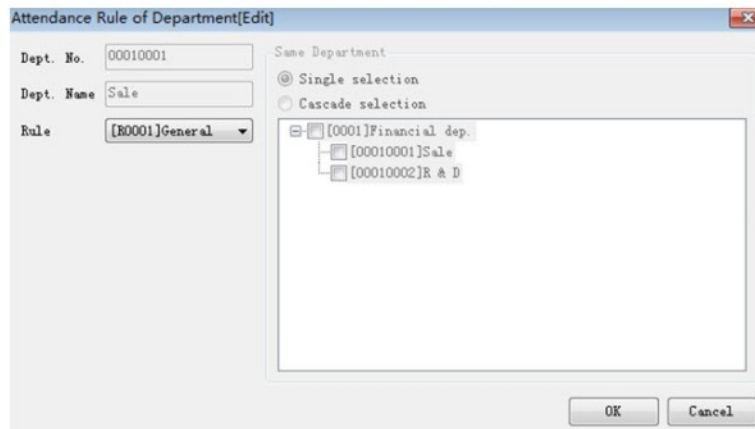 Attendance Rule of Department[Edit]
Dept. No.
00010001
Dept. Name
Sale
Rule
[R0001]General
Same Department
Single selection
Cascade selection
[0001]Financial dep.
[00010001]Sale
[00010002]R & D
OK
Cancel